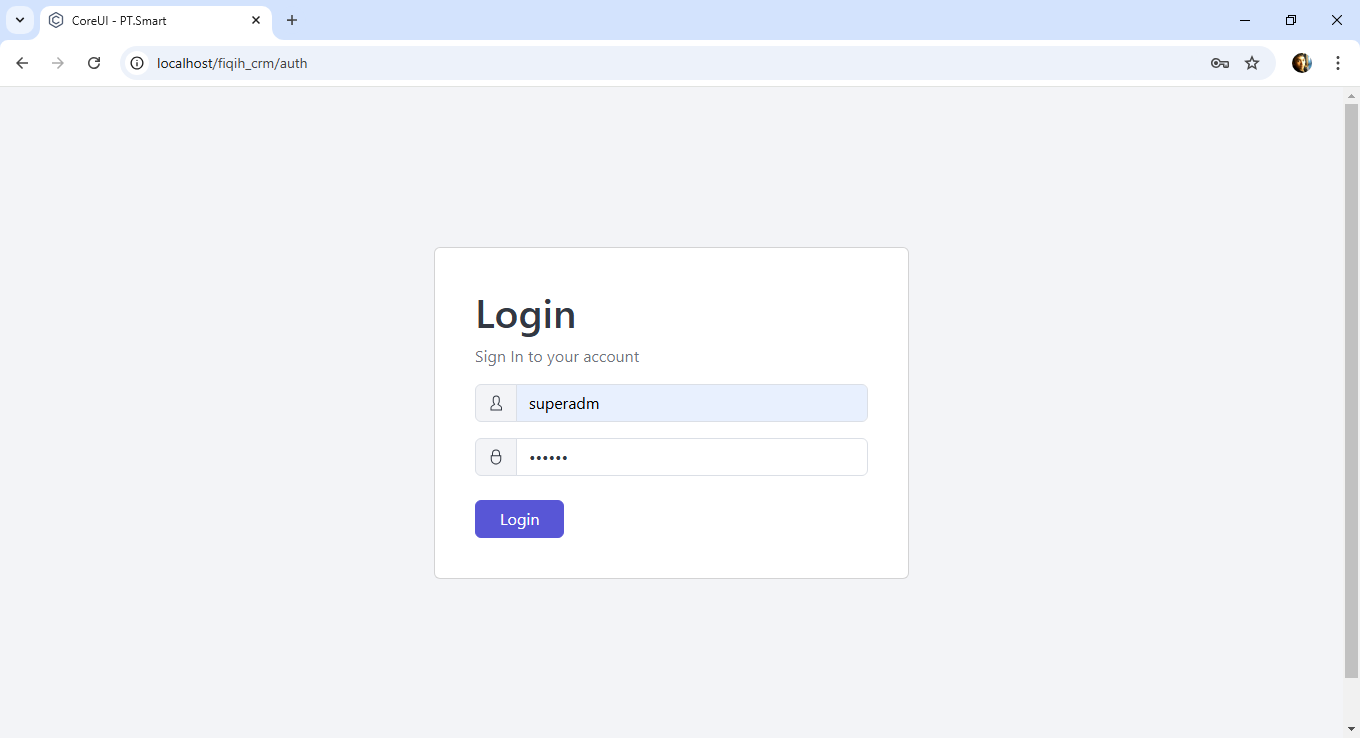 CoreUI - PT.Smart
localhost/fiqih_crm/auth
Login
Sign In to your account
superadm
••••••
Login